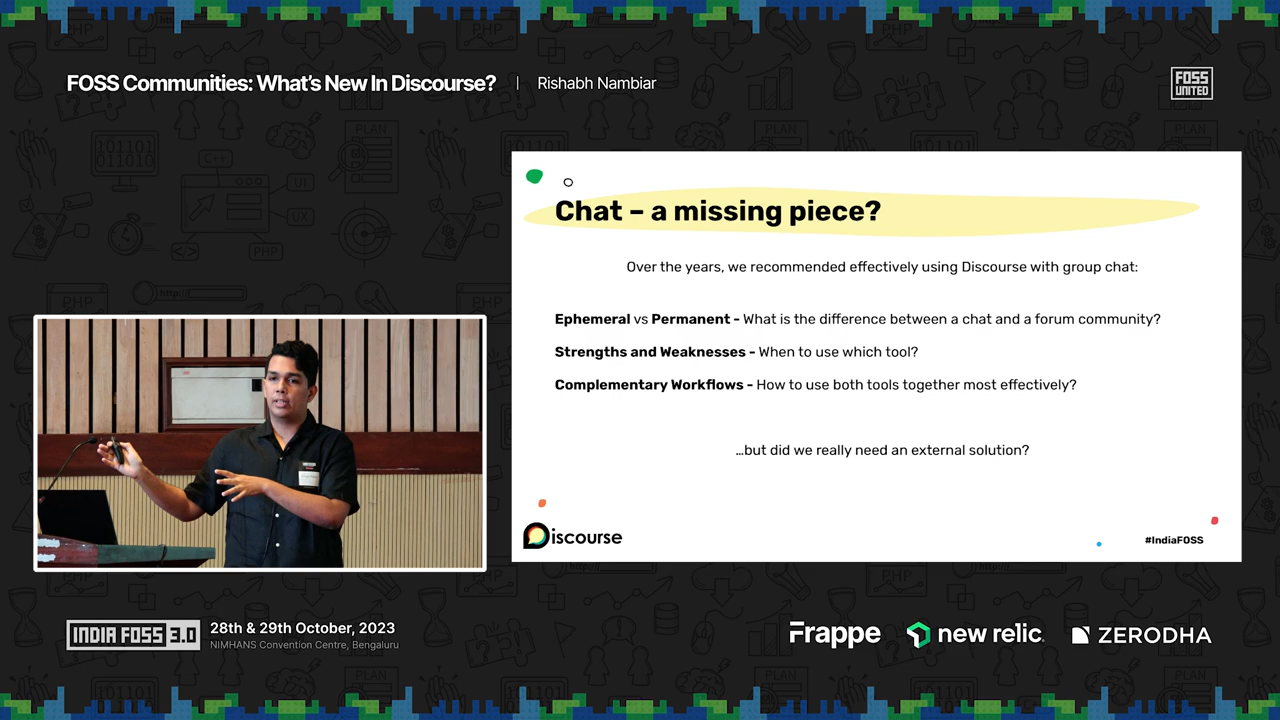 FOSS Communities: What's New In Discourse? | Rishabh Nambiar
FOSS
UNITED
Chat – a missing piece?
Over the years, we recommended effectively using Discourse with group chat:
Ephemeral vs Permanent - What is the difference between a chat and a forum community?
Strengths and Weaknesses - When to use which tool?
Complementary Workflows - How to use both tools together most effectively?
…but did we really need an external solution?
Discourse
#IndiaFOSS
INDIA FOSS 3.0
28th & 29th October, 2023
NIMHANS Convention Centre, Bengaluru
Frappe
new relic
ZERODHA